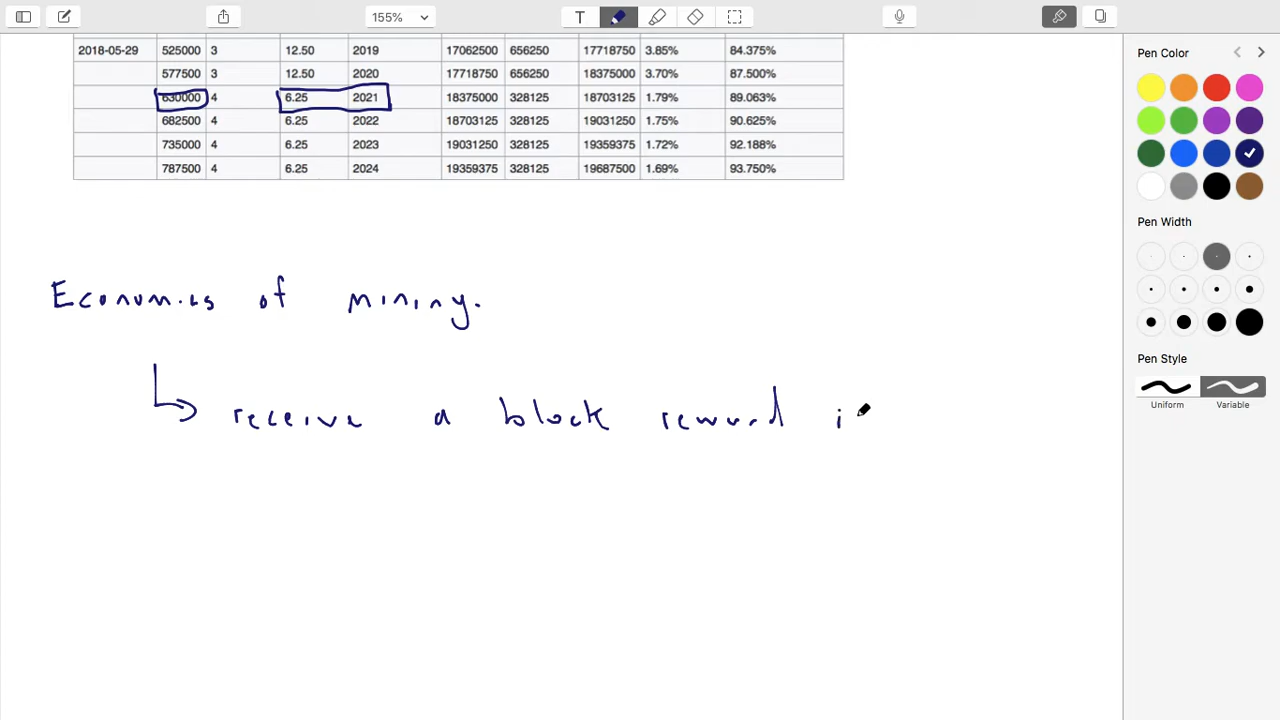 155%
T
2018-05-29 525000 3 12.50 2019 17062500 656250 17718750 3.85% 84.375%
577500 3 12.50 2020 17718750 656250 18375000 3.70% 87.500%
630000 4 6.25 2021 18375000 328125 18703125 1.79% 89.063%
682500 4 6.25 2022 18703125 328125 19031250 1.75% 90.625%
735000 4 6.25 2023 19031250 328125 19359375 1.72% 92.188%
787500 4 6.25 2024 19359375 328125 19687500 1.69% 93.750%
Economics of mining.
receive a block reward i
Pen Color
Pen Width
Pen Style
Uniform Variable